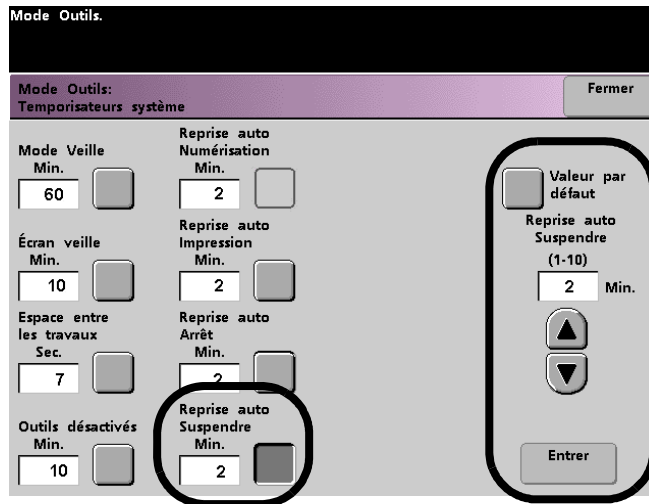 Mode Outils.
Mode Outils:
Temporisateurs système
Fermer
Mode Veille
Min.
60
Écran veille
Min.
10
Espace entre
les travaux
Sec.
7
Outils désactivés
Min.
10
Reprise auto
Numérisation
Min.
2
Reprise auto
Impression
Min.
2
Reprise auto
Arrêt
Min.
2
Reprise auto
Suspendre
Min.
2
Valeur par
défaut
Reprise auto
Suspendre
(1-10)
2 Min.
Entrer